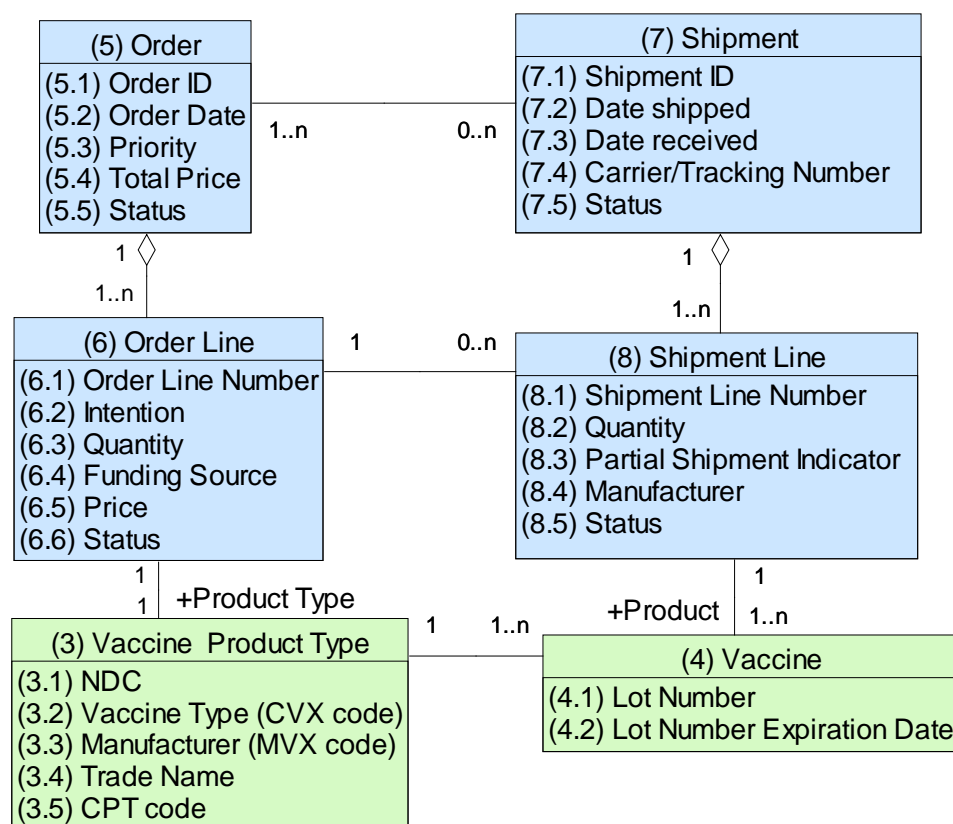 (5) Order
(5.1) Order ID
(5.2) Order Date
(5.3) Priority
(5.4) Total Price
(5.5) Status
1..n
0..n
(7) Shipment
(7.1) Shipment ID
(7.2) Date shipped
(7.3) Date received
(7.4) Carrier/Tracking Number
(7.5) Status
1
1..n
1
1..n
(6) Order Line
(6.1) Order Line Number
(6.2) Intention
(6.3) Quantity
(6.4) Funding Source
(6.5) Price
(6.6) Status
1
0..n
(8) Shipment Line
(8.1) Shipment Line Number
(8.2) Quantity
(8.3) Partial Shipment Indicator
(8.4) Manufacturer
(8.5) Status
1
1
+Product Type
1
+Product
1..n
(3) Vaccine Product Type
(3.1) NDC
(3.2) Vaccine Type (CVX code)
(3.3) Manufacturer (MVX code)
(3.4) Trade Name
(3.5) CPT code
1
1..n
(4) Vaccine
(4.1) Lot Number
(4.2) Lot Number Expiration Date